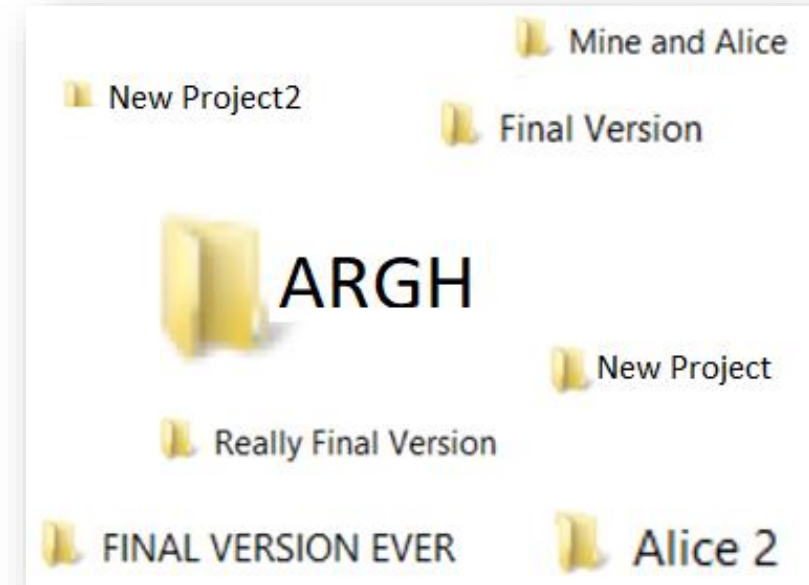 Mine and Alice
New Project2
Final Version
ARGH
New Project
Really Final Version
FINAL VERSION EVER
Alice 2